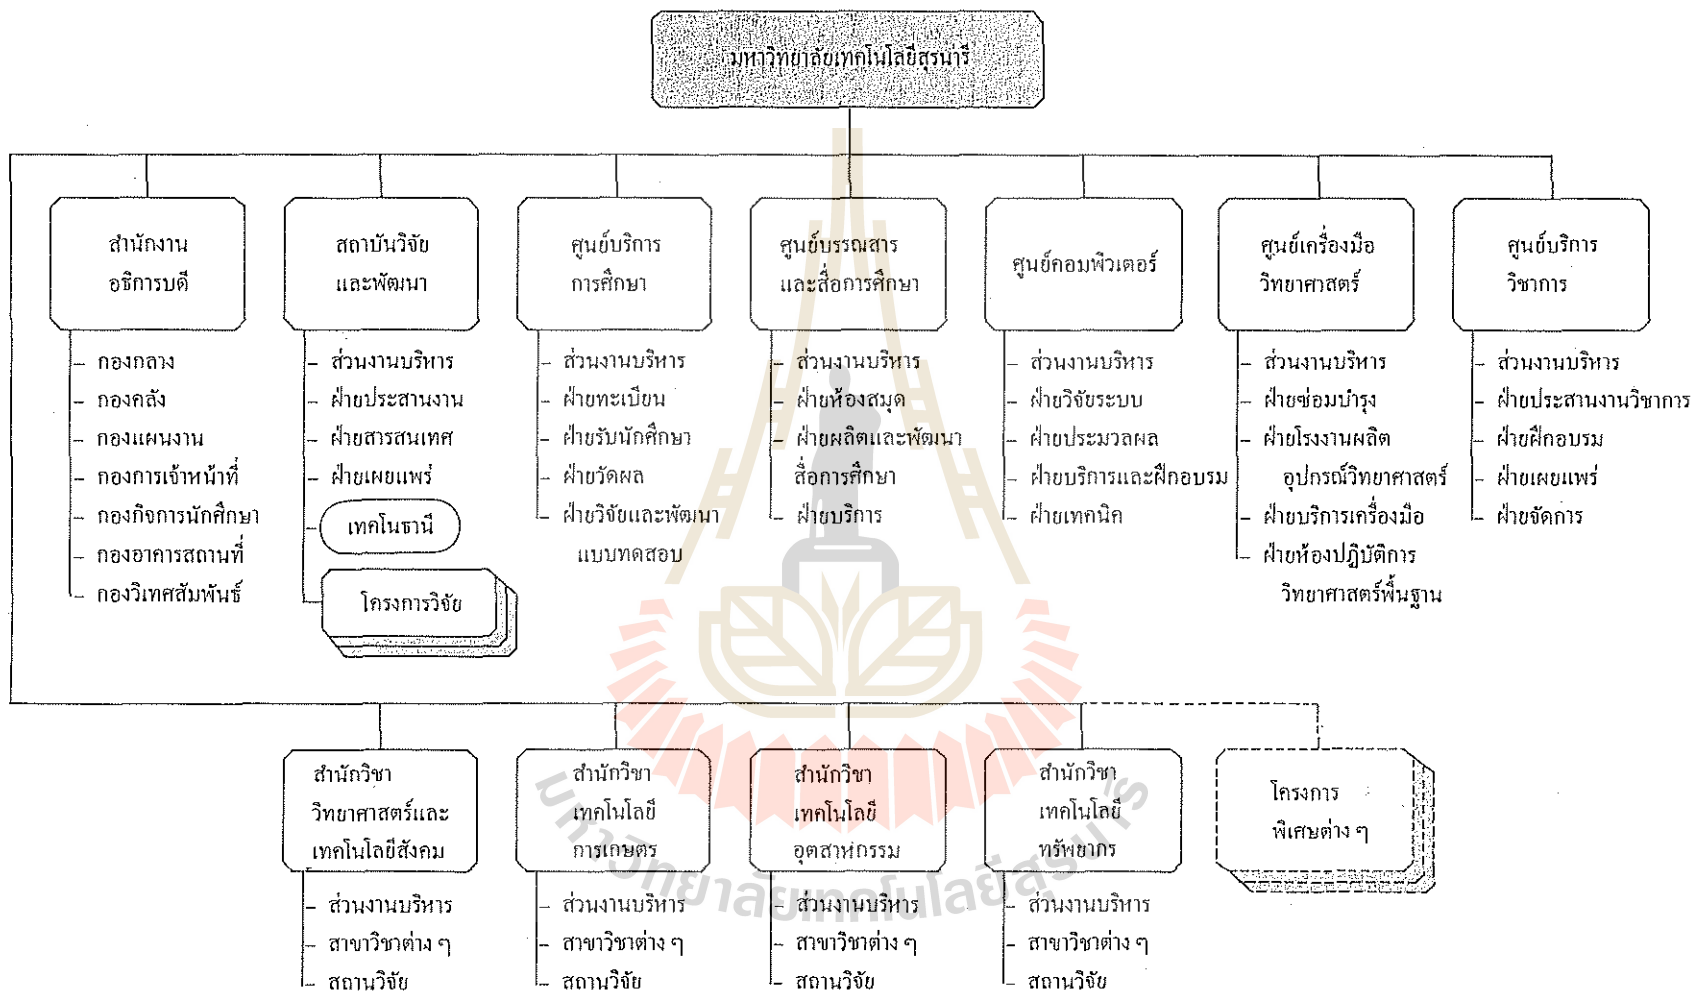 มหาวิทยาลัยเทคโนโลยีสุรนารี
สำนักงาน
อธิการบดี
กองกลาง
กองคลัง
กองแผนงาน
กองการเจ้าหน้าที่
กองกิจการนักศึกษา
กองอาคารสถานที่
กองวิเทศสัมพันธ์
สถาบันวิจัย
และพัฒนา
ส่วนงานบริหาร
ฝ่ายประสานงาน
ฝ่ายสารสนเทศ
ฝ่ายเผยแพร่
เทคโนธานี
โครงการวิจัย
ศูนย์บริการ
การศึกษา
ส่วนงานบริหาร
ฝ่ายทะเบียน
ฝ่ายรับนักศึกษา
ฝ่ายวัดผล
ฝ่ายวิจัยและพัฒนา
แบบทดสอบ
ศูนย์บรรณสาร
และสื่อการศึกษา
ส่วนงานบริหาร
ฝ่ายห้องสมุด
ฝ่ายผลิตและพัฒนา
สื่อการศึกษา
ฝ่ายบริการ
ศูนย์คอมพิวเตอร์
ส่วนงานบริหาร
ฝ่ายวิจัยระบบ
ฝ่ายประมวลผล
ฝ่ายบริการและฝึกอบรม
ฝ่ายเทคนิค
ศูนย์เครื่องมือ
วิทยาศาสตร์
ส่วนงานบริหาร
ฝ่ายซ่อมบำรุง
ฝ่ายโรงงานผลิต
อุปกรณ์วิทยาศาสตร์
ฝ่ายบริการเครื่องมือ
ฝ่ายห้องปฏิบัติการ
วิทยาศาสตร์พื้นฐาน
ศูนย์บริการ
วิชาการ
ส่วนงานบริหาร
ฝ่ายประสานงานวิชาการ
ฝ่ายฝึกอบรม
ฝ่ายเผยแพร่
ฝ่ายจัดการ
สำนักวิชา
วิทยาศาสตร์และ
เทคโนโลยีสังคม
ส่วนงานบริหาร
สาขาวิชาต่าง ๆ
สถานวิจัย
สำนักวิชา
เทคโนโลยี
การเกษตร
ส่วนงานบริหาร
สาขาวิชาต่าง ๆ
สถานวิจัย
สำนักวิชา
เทคโนโลยี
อุตสาหกรรม
ส่วนงานบริหาร
สาขาวิชาต่าง ๆ
สถานวิจัย
สำนักวิชา
เทคโนโลยี
ทรัพยากร
ส่วนงานบริหาร
สาขาวิชาต่าง ๆ
สถานวิจัย
โครงการ
พิเศษต่าง ๆ
มหาวิทยาลัยเทคโนโลยีสุรนารี